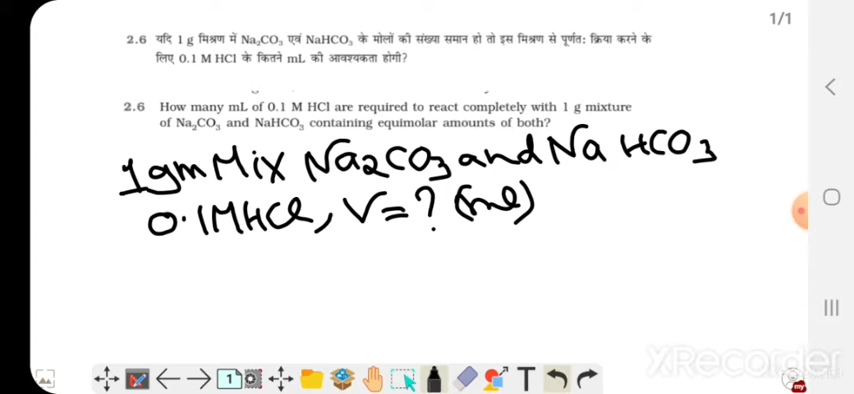 1/1
2.6 यदि 1 g मिश्रण में Na₂CO₃ एवं NaHCO₃ के मोलों की संख्या समान हो तो इस मिश्रण से पूर्णत: क्रिया करने के
लिए 0.1 M HCl के कितने mL की आवश्यकता होगी?
2.6 How many mL of 0.1 M HCl are required to react completely with 1 g mixture
of Na₂CO₃ and NaHCO₃ containing equimolar amounts of both?
1gm Mix Na₂CO₃ and NaHCO₃
0.1MHCl, V=? (ml)
XRecorder
1 T
my